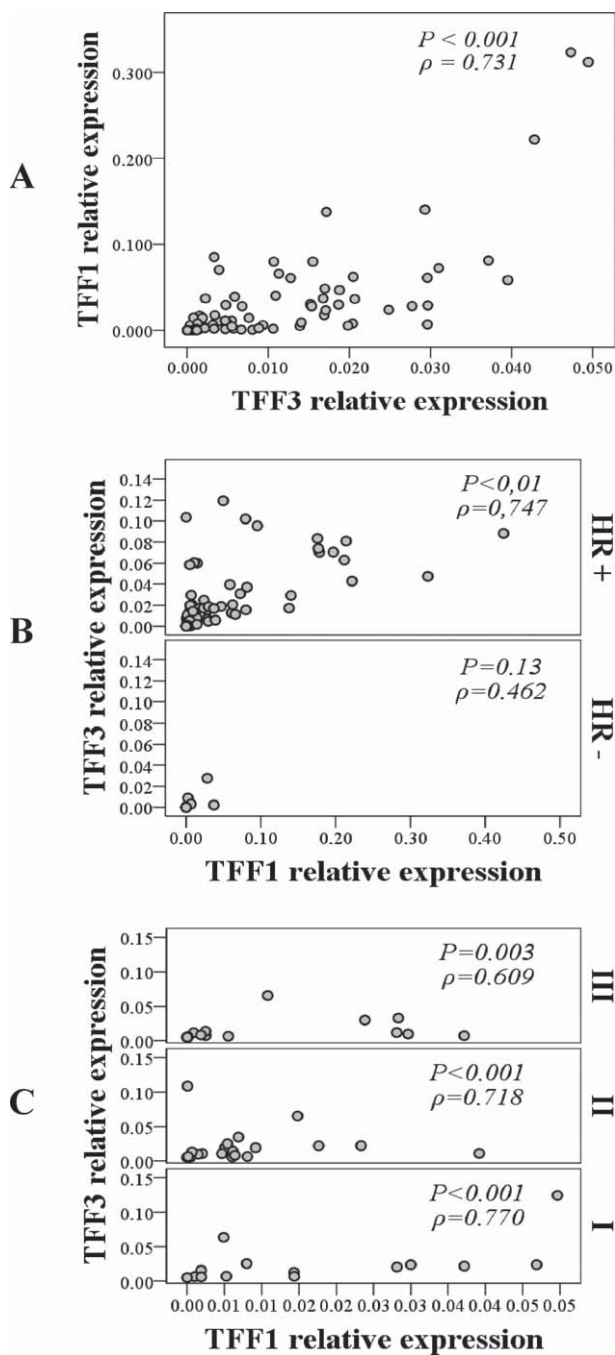 A
TFF1 relative expression
0.300
0.200
0.100
0.000
P < 0.001
ρ = 0.731
0.000 0.010 0.020 0.030 0.040 0.050
TFF3 relative expression
B
TFF3 relative expression
0.14
0.12
0.10
0.08
0.06
0.04
0.02
0.00
P<0,01
ρ=0,747
HR +
0.14
0.12
0.10
0.08
0.06
0.04
0.02
0.00
P=0.13
ρ=0.462
HR -
0.00 0.10 0.20 0.30 0.40 0.50
TFF1 relative expression
C
TFF3 relative expression
0.15
0.10
0.05
0.00
P=0.003
ρ=0.609
III
0.15
0.10
0.05
0.00
P<0.001
ρ=0.718
II
0.15
0.10
0.05
0.00
P<0.001
ρ=0.770
I
0.00 0.01 0.01 0.02 0.02 0.03 0.03 0.04 0.05 0.05
TFF1 relative expression